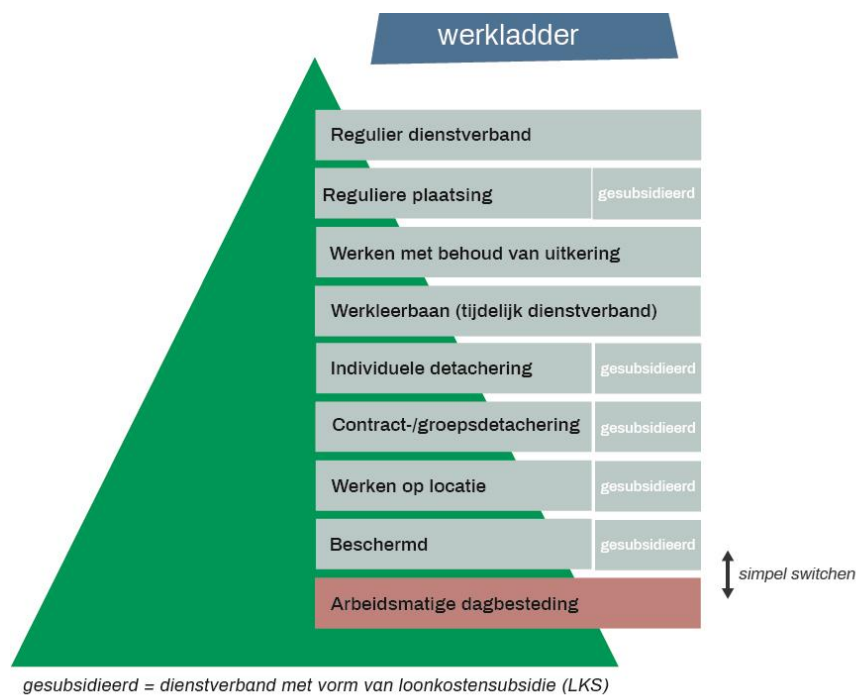 werkladder
Regulier dienstverband
Reguliere plaatsing gesubsidieerd
Werken met behoud van uitkering
Werkleerbaan (tijdelijk dienstverband)
Individuele detachering gesubsidieerd
Contract-/groepsdetachering gesubsidieerd
Werken op locatie gesubsidieerd
Beschermd gesubsidieerd
simpel switchen
Arbeidsmatige dagbesteding
gesubsidieerd = dienstverband met vorm van loonkostensubsidie (LKS)